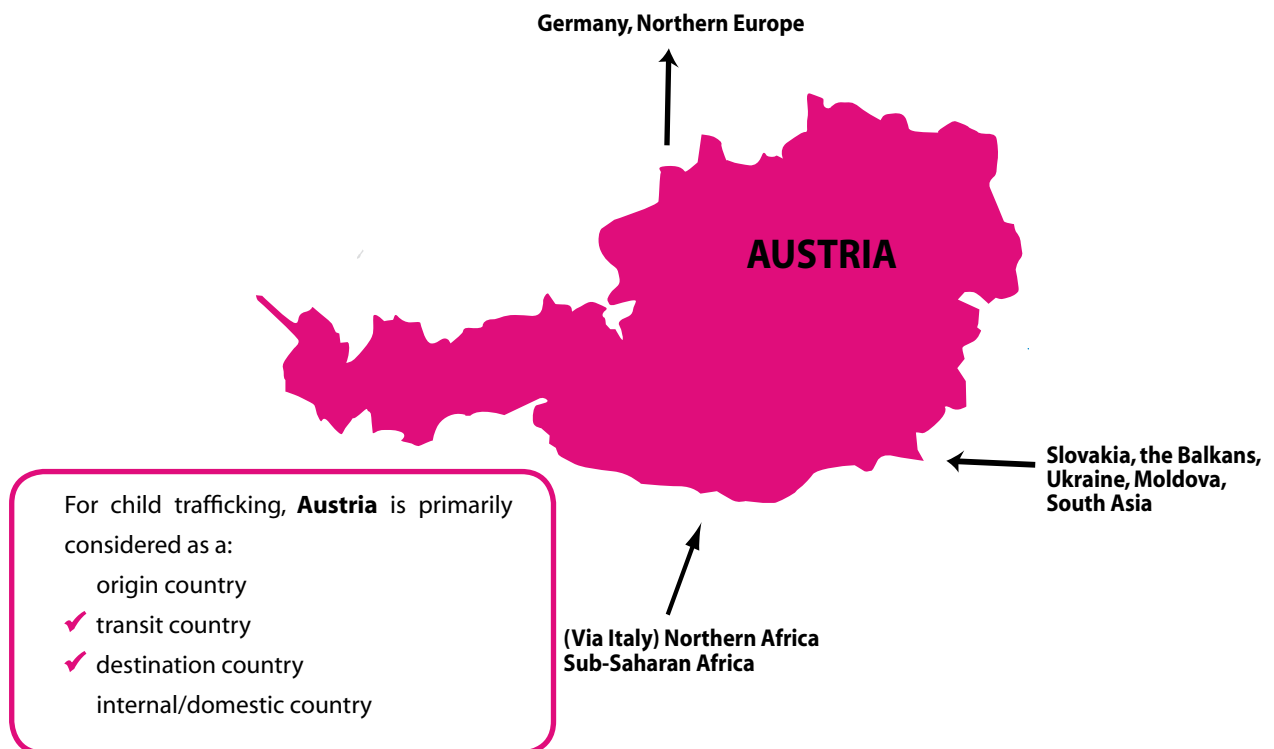 Germany, Northern Europe
AUSTRIA
Slovakia, the Balkans,
Ukraine, Moldova,
South Asia
For child trafficking, Austria is primarily
considered as a:
origin country
✓ transit country
✓ destination country
internal/domestic country
(Via Italy) Northern Africa
Sub-Saharan Africa